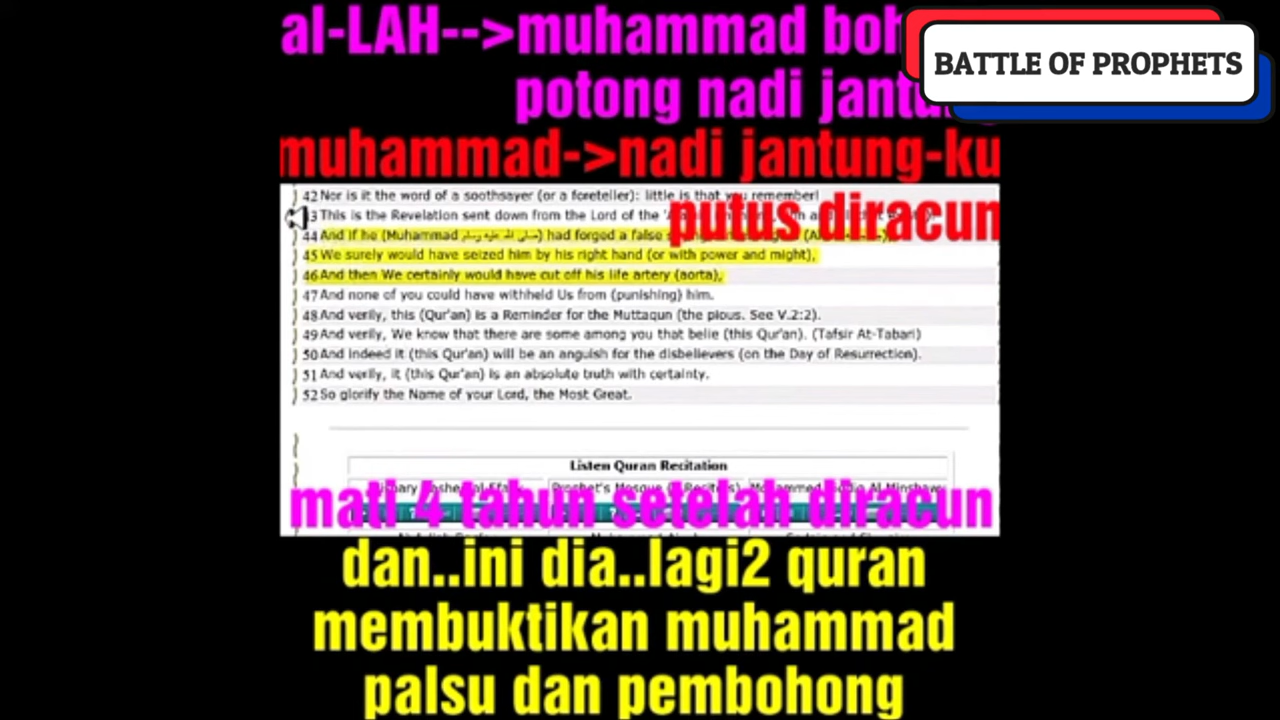 al-LAH-->muhammad boh
BATTLE OF PROPHETS
potong nadi jantung
muhammad->nadi jantung-ku
42 Nor is it the word of a soothsayer (or a foreteller): little is that you remember!
putus diracun
This is the Revelation sent down from the Lord of the
44 And if he (Muhammad صلى الله عليه وسلم) had forged a false
45 We surely would have seized him by his right hand (or with power and might),
46 And then We certainly would have cut off his life artery (aorta),
47 And none of you could have withheld Us from (punishing) him.
48 And verily, this (Qur'an) is a Reminder for the Muttaqun (the pious. See V.2:2).
49 And verily, We know that there are some among you that belie (this Qur'an). (Tafsir At-Tabari)
50 And indeed it (this Qur'an) will be an anguish for the disbelievers (on the Day of Resurrection).
51 And verily, it (this Qur'an) is an absolute truth with certainty.
52 So glorify the Name of your Lord, the Most Great.
Listen Quran Recitation
mati 4 tahun setelah diracun
dan..ini dia..lagi2 quran
membuktikan muhammad
palsu dan pembohong